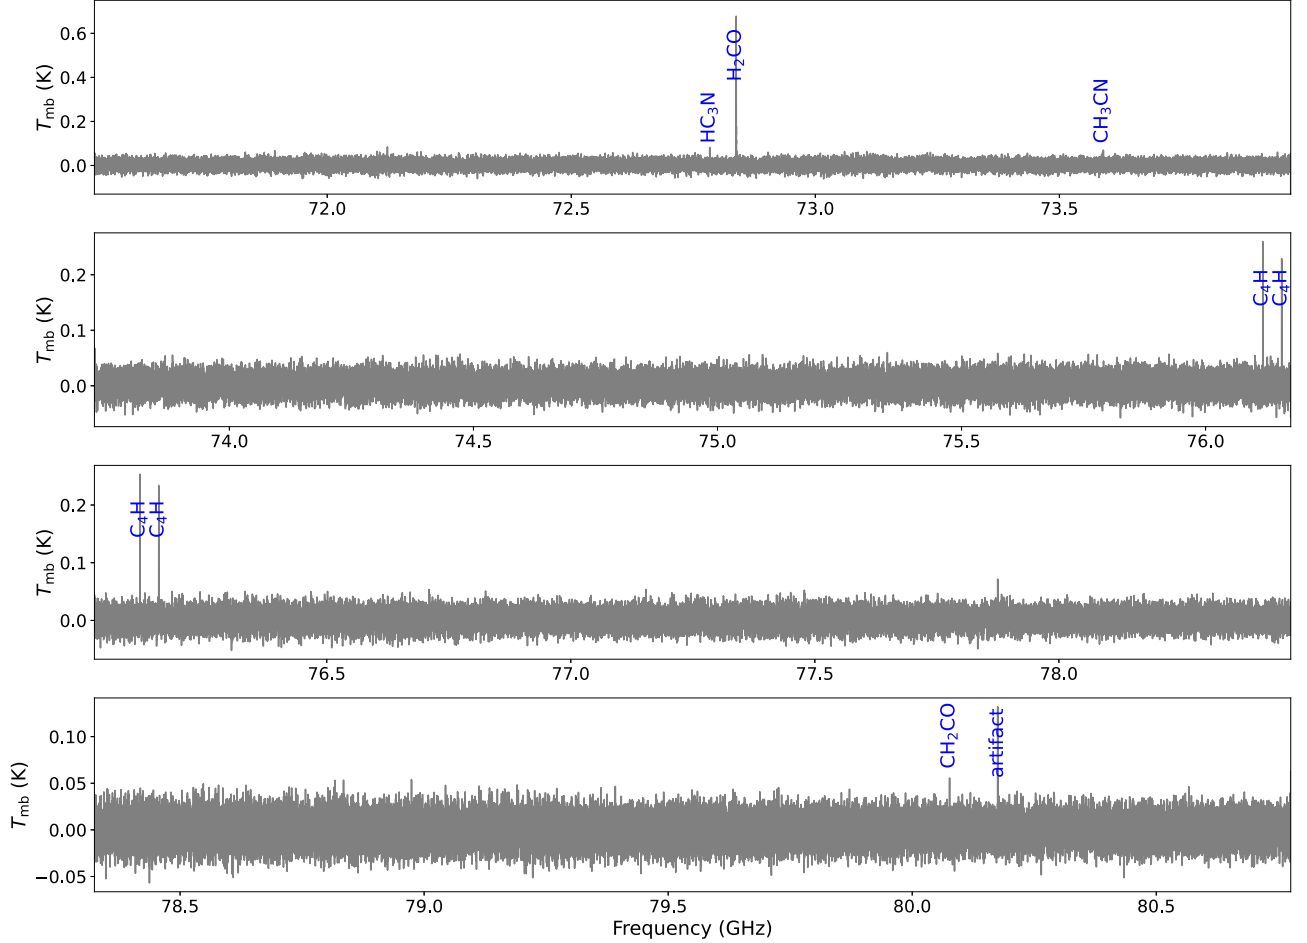 0.6
0.4
0.2
0.0
T_mb (K)
HC₃N
H₂CO
CH₃CN
72.0 72.5 73.0 73.5
0.2
0.1
0.0
T_mb (K)
C₄H
C₄H
74.0 74.5 75.0 75.5 76.0
0.2
0.1
0.0
T_mb (K)
C₄H
C₄H
76.5 77.0 77.5 78.0
0.10
0.05
0.00
−0.05
T_mb (K)
CH₂CO
artifact
78.5 79.0 79.5 80.0 80.5
Frequency (GHz)